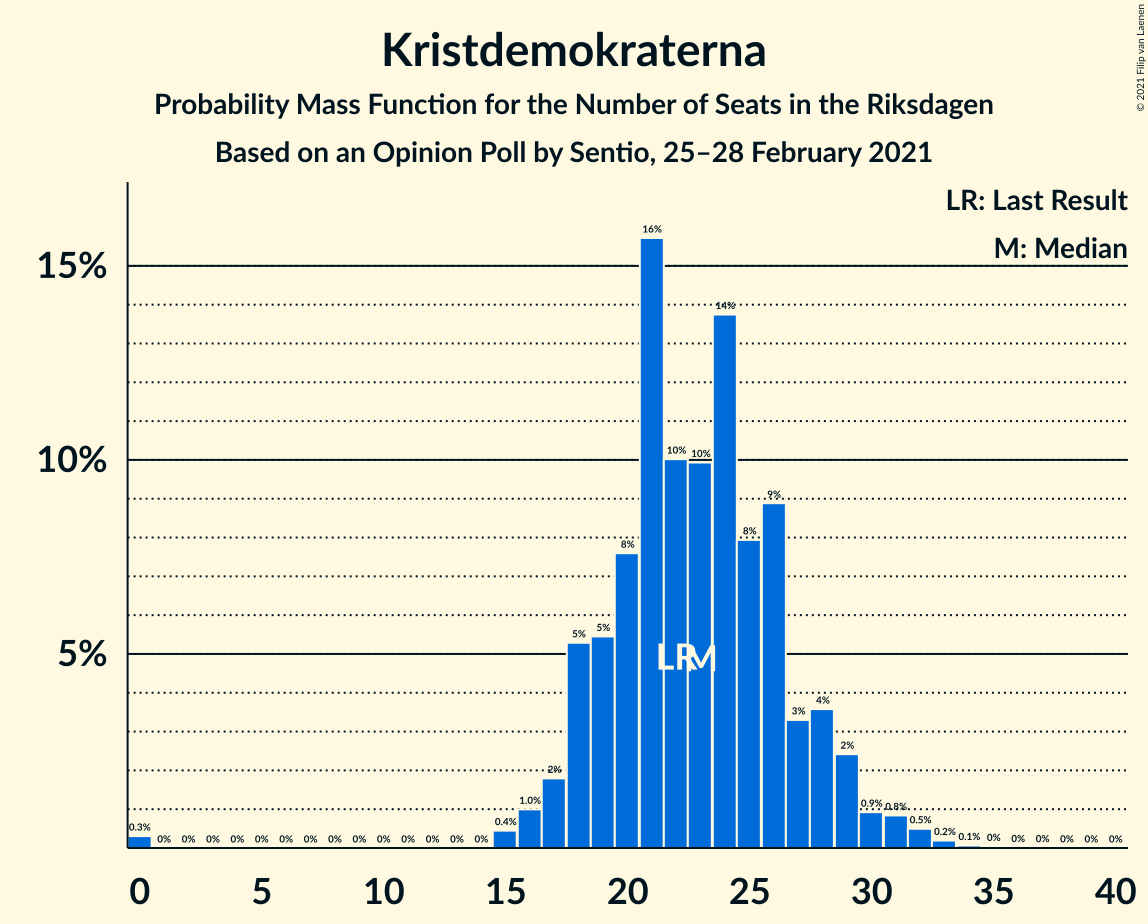 Kristdemokraterna
Probability Mass Function for the Number of Seats in the Riksdagen
Based on an Opinion Poll by Sentio, 25–28 February 2021
© 2021 Filip van Laenen
LR: Last Result
M: Median
15%
10%
5%
0.3% 0% 0% 0% 0% 0% 0% 0% 0% 0% 0% 0% 0% 0% 0% 0.4% 1.0% 2% 5% 5% 8% 16% 10% 10% 14% 8% 9% 3% 4% 2% 0.9% 0.8% 0.5% 0.2% 0.1% 0% 0% 0% 0% 0% 0%
LR M
0 5 10 15 20 25 30 35 40